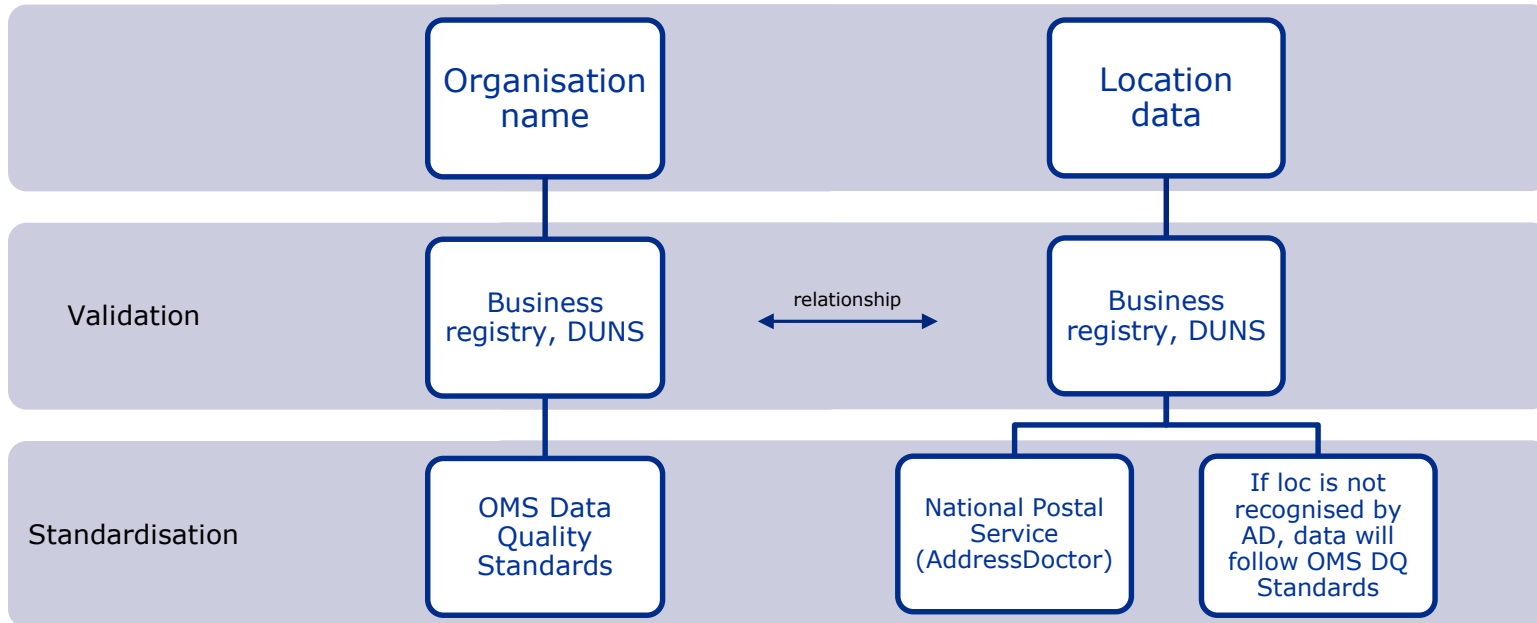 Organisation
name
Location
data
Validation
Business
registry, DUNS
relationship
Business
registry, DUNS
Standardisation
OMS Data
Quality
Standards
National Postal
Service
(AddressDoctor)
If loc is not
recognised by
AD, data will
follow OMS DQ
Standards